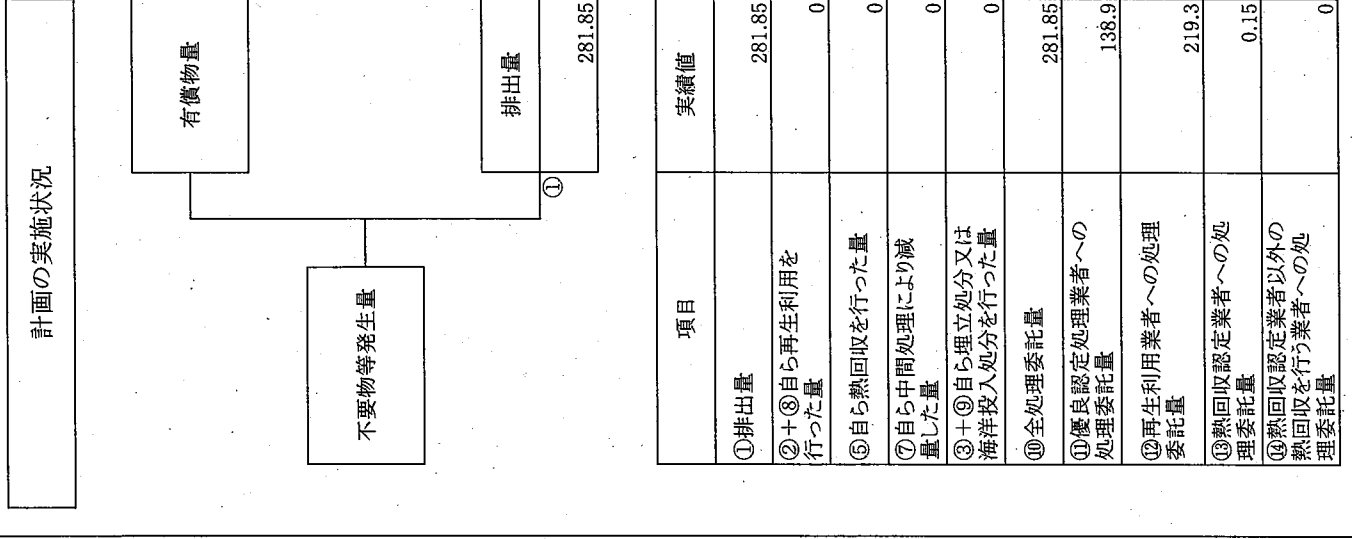 計画の実施状況
有償物量
不要物等発生量
排出量
①
281.85
項目
実績値
①排出量
281.85
②+⑧自ら再生利用を
行った量
0
⑤自ら熱回収を行った量
0
⑦自ら中間処理により減
量した量
0
③+⑨自ら埋立処分又は
海洋投入処分を行った量
0
⑩全処理委託量
281.85
⑪優良認定処理業者への
処理委託量
138.9
⑫再生利用業者への処理
委託量
219.3
⑬熱回収認定業者への処
理委託量
0.15
⑭熱回収認定業者以外の
熱回収を行う業者への処
理委託量
0